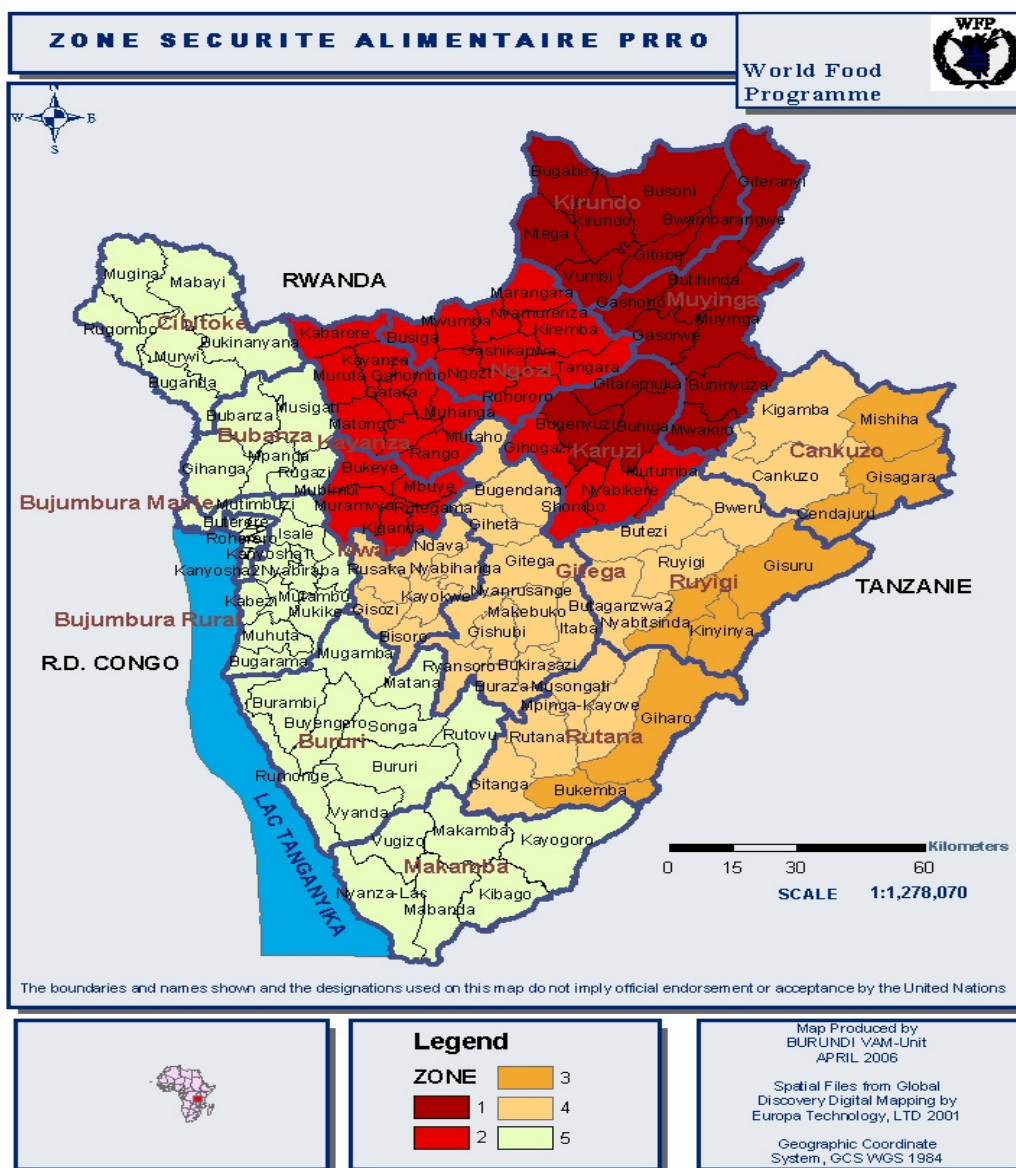 ZONE SECURITE ALIMENTAIRE PRRO
WFP
World Food
Programme
N
W E
S
Bugabira
Busoni
Giteranyi
Kirundo
Kirundo
Bwambarangwe
Ntega
Gitobe
Vumbi
Butihinda
Gashoho
Muyinga
Muyinga
Gasorwe
Buhinyuza
Mwakiro
RWANDA
Mugina
Mabayi
Cibitoke
Rugombo
Bukinanyana
Murwi
Buganda
Marangara
Mwumba
Nyamurenza
Kabarore
Busiga
Kiremba
Kayanza
Gashikanwa
Muruta
Gahombo
Ngozi
Ngozi
Tangara
Gatara
Ruhororo
Gitaramuka
Muhanga
Matongo
Kayanza
Rango
Mutaho
Bugenyuzi
Buhiga
Gihogazi
Karuzi
Mutumba
Nyabikere
Shombo
Bubanza
Musigati
Bubanza
Mpanda
Gihanga
Rugazi
Bukeye
Mubimbi
Mbuye
Muramvya
Rutegama
Kiganda
Kigamba
Mishiha
Cankuzo
Cankuzo
Gisagara
Cendajuru
Bujumbura Mairie
Mutimbuzi
Buterere
Rohero
Isale
Kanyosha1
Kanyosha2
Nyabiraba
Kabezi
Mutambu
Mukike
Bujumbura Rural
Muhuta
Bugarama
Bugendana
Giheta
Mwaro
Ndava
Gitega
Gitega
Rusaka
Nyabihanga
Kayokwe
Nyanrusange
Gisozi
Makebuko
Bisoro
Gishubi
Itaba
Ryansoro
Bukirasazi
Buraza
Bweru
Butezi
Ruyigi
Ruyigi
Gisuru
Butaganzwa2
Nyabitsinda
Kinyinya
TANZANIE
R.D. CONGO
Mugamba
Matana
Burambi
Buyengero
Songa
Rutovu
Bururi
Bururi
Rumonge
Vyanda
Musongati
Mpinga-Kayove
Giharo
Rutana
Rutana
Gitanga
Bukemba
LAC TANGANYIKA
Vugizo
Makamba
Kayogoro
Makamba
Nyanza-Lac
Kibago
Mabanda
Kilometers
0 15 30 60
SCALE 1:1,278,070
The boundaries and names shown and the designations used on this map do not imply official endorsement or acceptance by the United Nations
Legend
ZONE
1
2
3
4
5
Map Produced by
BURUNDI VAM-Unit
APRIL 2006
Spatial Files from Global
Discovery Digital Mapping by
Europa Technology, LTD 2001
Geographic Coordinate
System, GCS WGS 1984